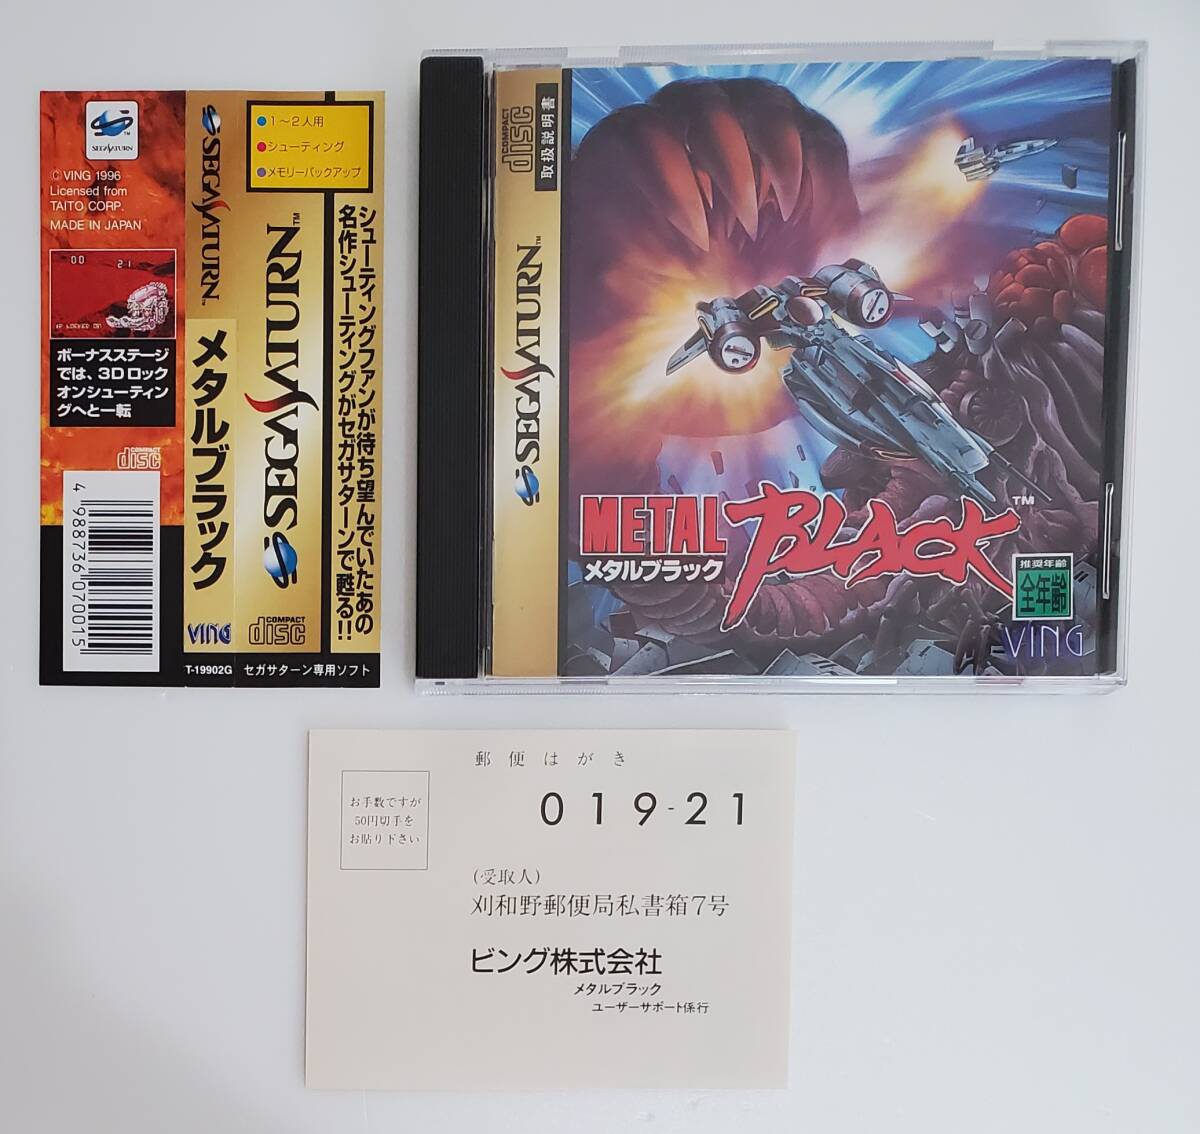 SEGA SATURN™
© VING 1996
Licensed from
TAITO CORP.
MADE IN JAPAN
00 21
ボーナスステージ
では、3Dロック
オンシューティン
グへと一転
COMPACT
disc
4 988736 070015
SEGA SATURN™
メタルブラック
VING
T-19902G
●1〜2人用
●シューティング
●メモリーバックアップ
SEGA SATURN™
COMPACT
disc
シューティングファンが待ち望んでいたあの
名作シューティングがセガサターンで甦る!!
セガサターン専用ソフト
COMPACT
disc
取扱説明書
SEGA SATURN™
METAL BLACK™
メタルブラック
推奨年齢
全年齢
VING
郵便はがき
お手数ですが
50円切手を
お貼り下さい
019-21
(受取人)
刈和野郵便局私書箱7号
ビング株式会社
メタルブラック
ユーザーサポート係行